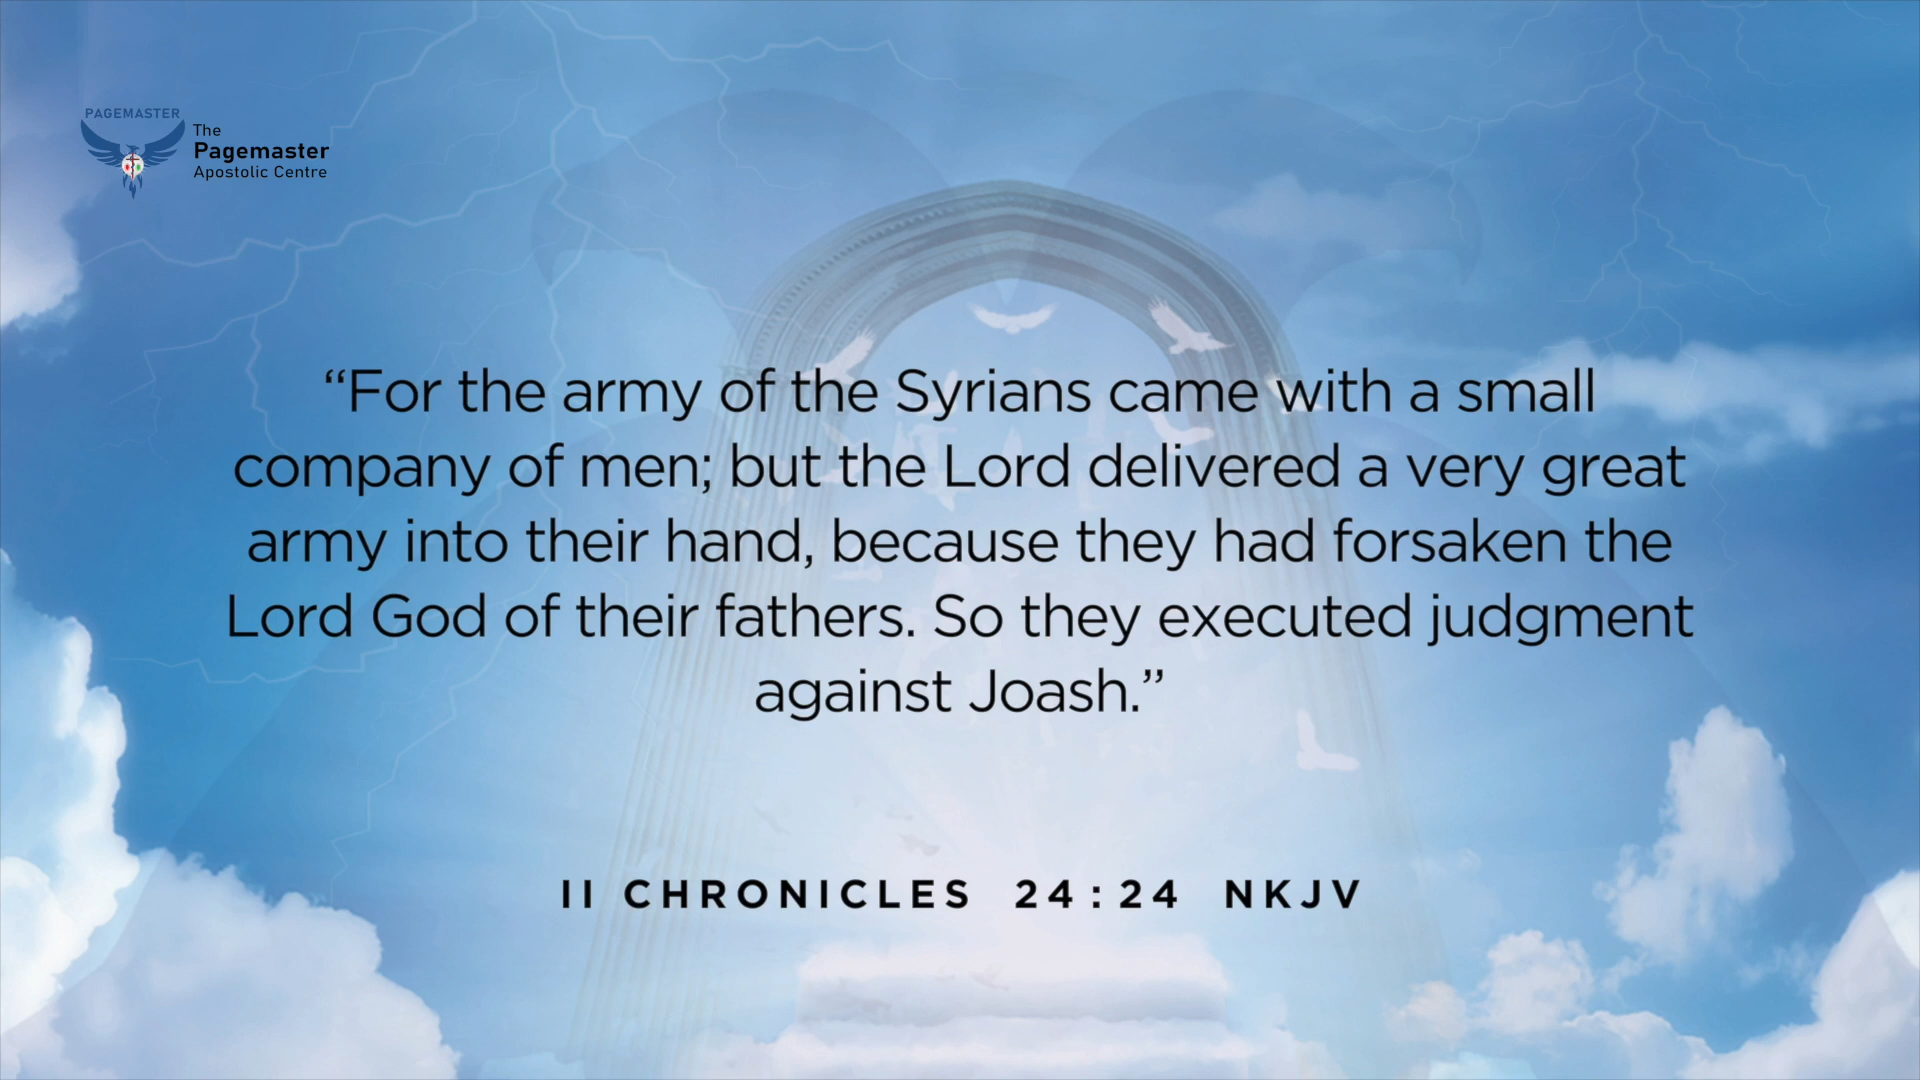 PAGEMASTER
The
Pagemaster
Apostolic Centre
“For the army of the Syrians came with a small
company of men; but the Lord delivered a very great
army into their hand, because they had forsaken the
Lord God of their fathers. So they executed judgment
against Joash.”
II CHRONICLES 24:24 NKJV